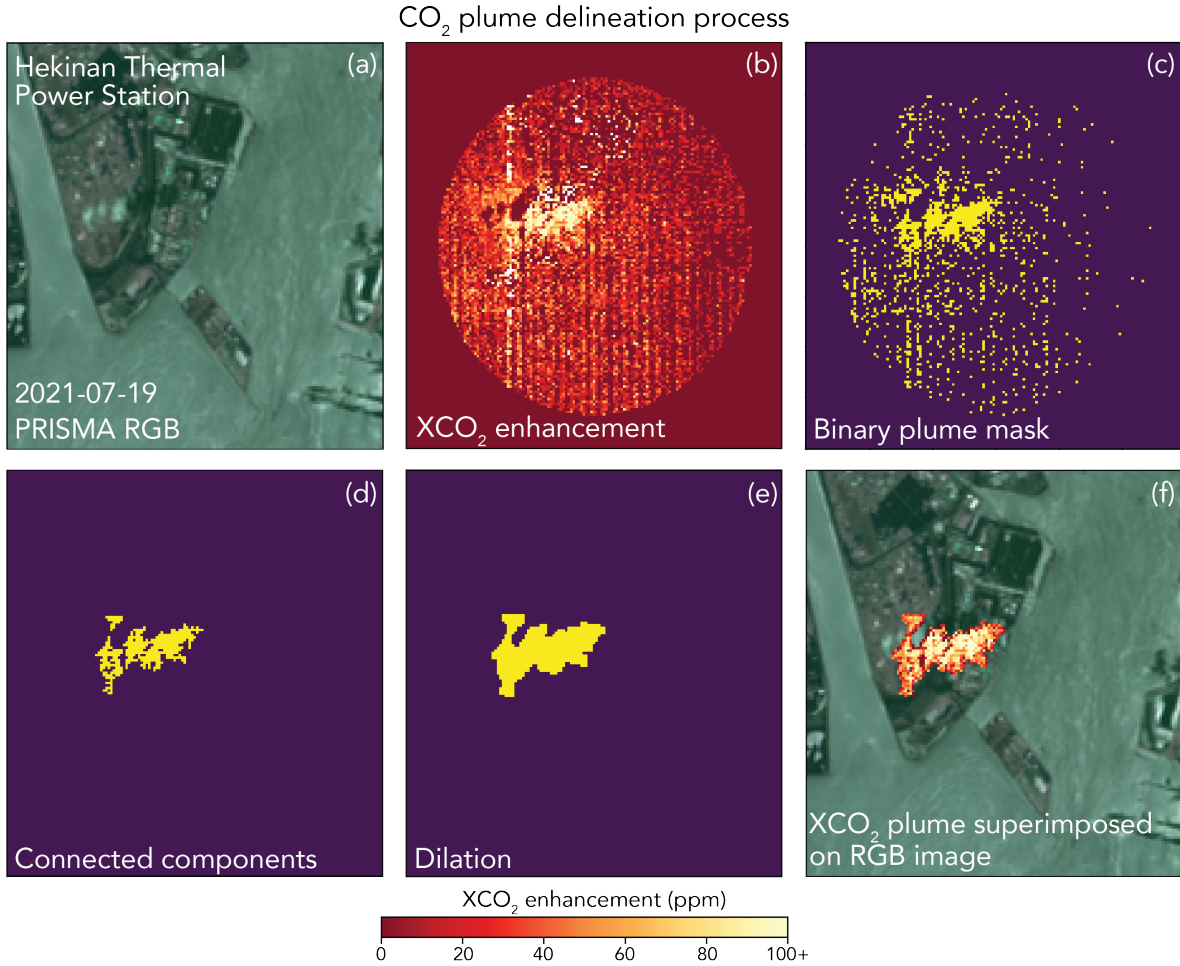 CO₂ plume delineation process
Hekinan Thermal
Power Station
(a)
2021-07-19
PRISMA RGB
(b)
XCO₂ enhancement
(c)
Binary plume mask
(d)
Connected components
(e)
Dilation
(f)
XCO₂ plume superimposed
on RGB image
XCO₂ enhancement (ppm)
0 20 40 60 80 100+